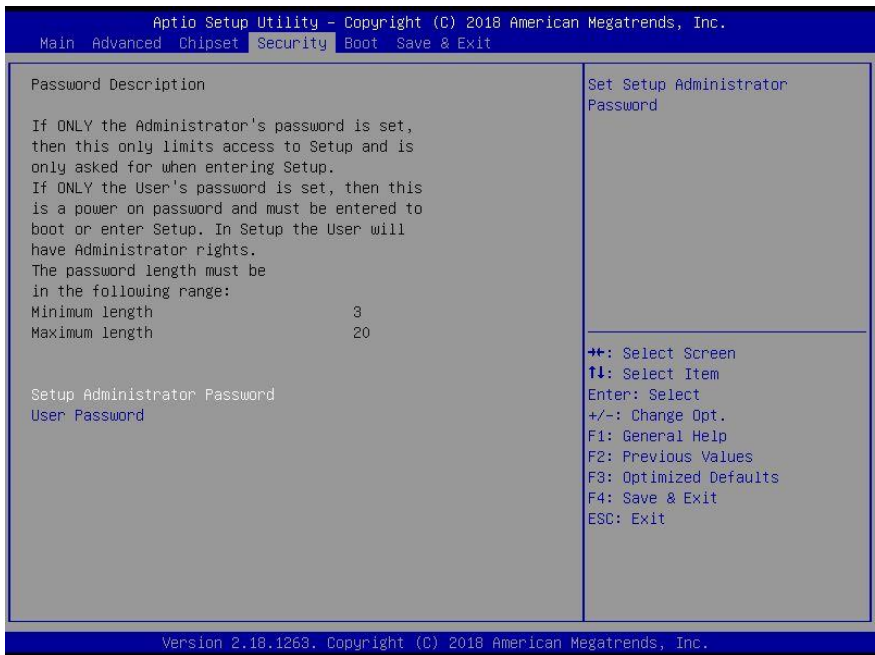 Aptio Setup Utility – Copyright (C) 2018 American Megatrends, Inc.
Main Advanced Chipset Security Boot Save & Exit
Password Description
If ONLY the Administrator's password is set,
then this only limits access to Setup and is
only asked for when entering Setup.
If ONLY the User's password is set, then this
is a power on password and must be entered to
boot or enter Setup. In Setup the User will
have Administrator rights.
The password length must be
in the following range:
Minimum length 3
Maximum length 20
Setup Administrator Password
User Password
Set Setup Administrator
Password
→←: Select Screen
↑↓: Select Item
Enter: Select
+/-: Change Opt.
F1: General Help
F2: Previous Values
F3: Optimized Defaults
F4: Save & Exit
ESC: Exit
Version 2.18.1263. Copyright (C) 2018 American Megatrends, Inc.